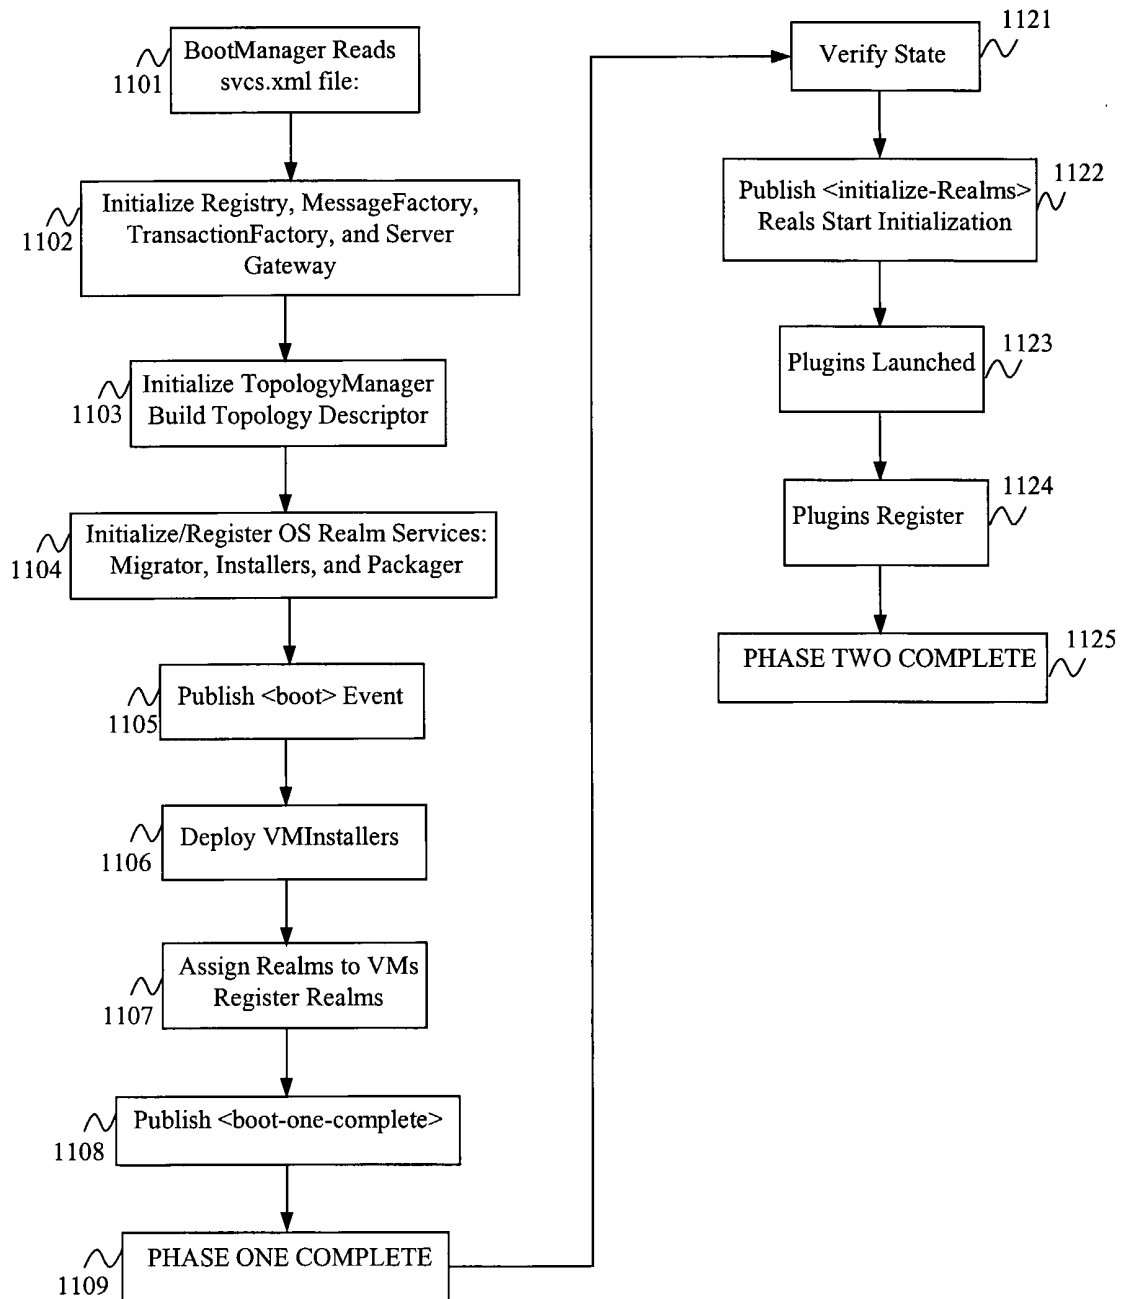 BootManager Reads
svcs.xml file:
1101
Initialize Registry, MessageFactory,
TransactionFactory, and Server
Gateway
1102
Initialize TopologyManager
Build Topology Descriptor
1103
Initialize/Register OS Realm Services:
Migrator, Installers, and Packager
1104
Publish <boot> Event
1105
Deploy VMInstallers
1106
Assign Realms to VMs
Register Realms
1107
Publish <boot-one-complete>
1108
PHASE ONE COMPLETE
1109
Verify State
1121
Publish <initialize-Realms>
Reals Start Initialization
1122
Plugins Launched
1123
Plugins Register
1124
PHASE TWO COMPLETE
1125